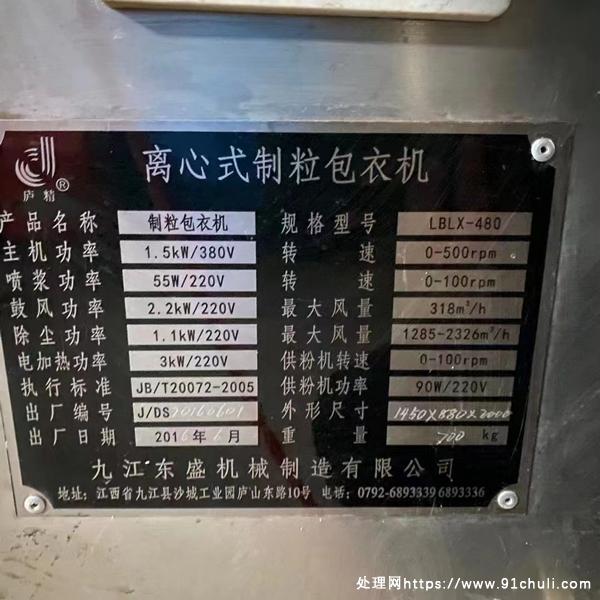 庐精®
离心式制粒包衣机
产品名称 制粒包衣机 规格型号 LBLX-480
主机功率 1.5kW/380V 转速 0-500rpm
喷浆功率 55W/220V 转速 0-100rpm
鼓风功率 2.2kW/220V 最大风量 318m³/h
除尘功率 1.1kW/220V 最大风量 1285-2326m³/h
电加热功率 3kW/220V 供粉机转速 0-100rpm
执行标准 JB/T20072-2005 供粉机功率 90W/220V
出厂编号 J/DS20160601 外形尺寸 1450X880X2000
出厂日期 2016年6月 重量 700kg
九江东盛机械制造有限公司
地址：江西省九江县沙城工业园庐山东路10号 电话：0792-6893339 6893336
处理网https://www.91chuli.com/